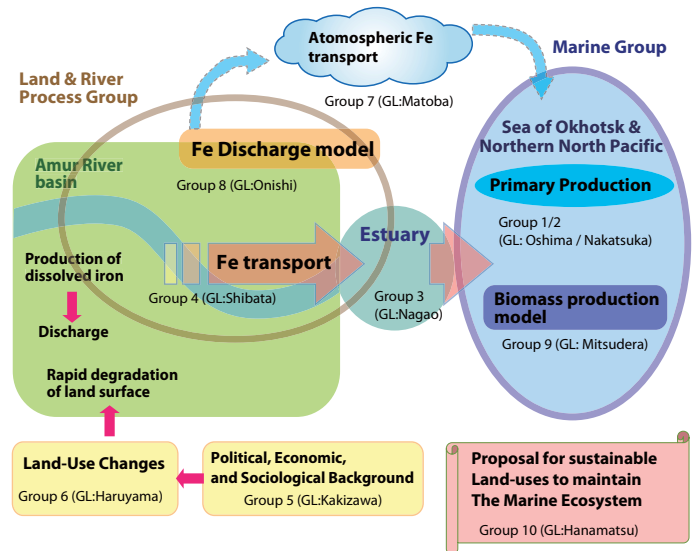 Atomospheric Fe
transport
Group 7 (GL:Matoba)
Marine Group
Land & River
Process Group
Sea of Okhotsk &
Northern North Pacific
Primary Production
Group 1/2
(GL: Oshima / Nakatsuka)
Biomass production
model
Group 9 (GL: Mitsudera)
Fe Discharge model
Group 8 (GL:Onishi)
Amur River
basin
Estuary
Group 3
(GL:Nagao)
Fe transport
Group 4 (GL:Shibata)
Production of
dissolved iron
Discharge
Rapid degradation
of land surface
Land-Use Changes
Group 6 (GL:Haruyama)
Political, Economic,
and Sociological Background
Group 5 (GL:Kakizawa)
Proposal for sustainable
Land-uses to maintain
The Marine Ecosystem
Group 10 (GL:Hanamatsu)